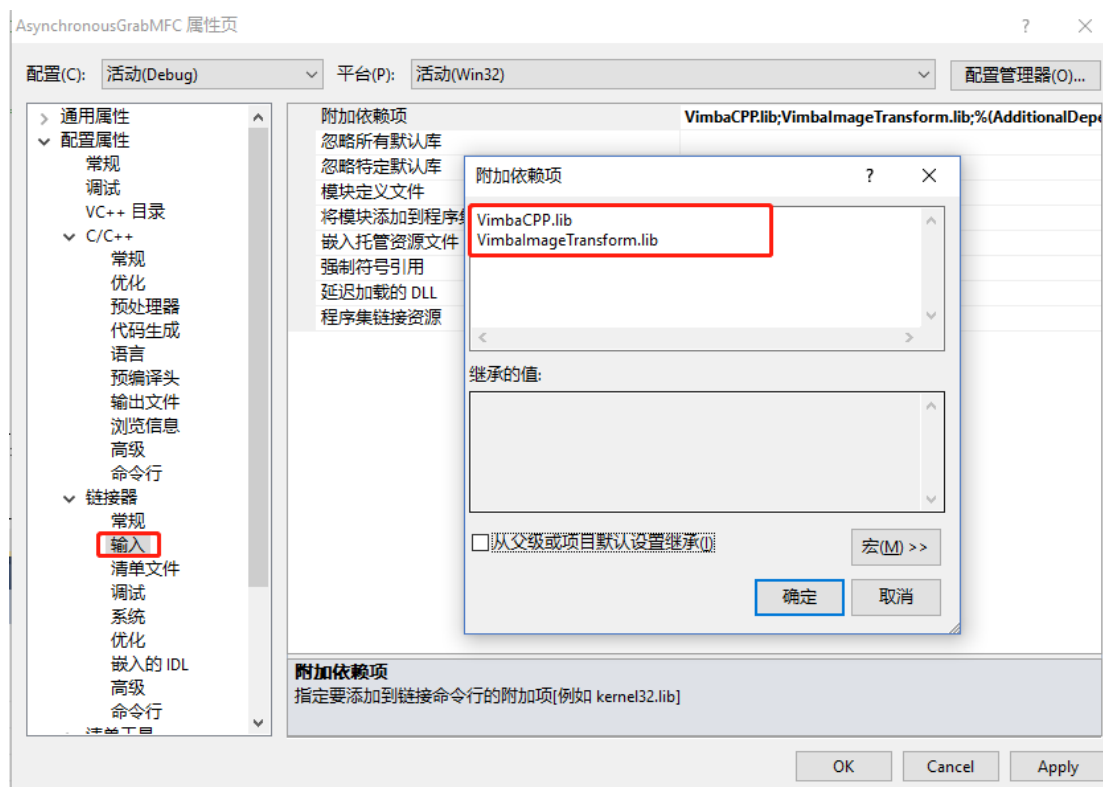 AsynchronousGrabMFC 属性页
?
配置(C): 活动(Debug) 平台(P): 活动(Win32) 配置管理器(O)...
通用属性
配置属性
常规
调试
VC++ 目录
C/C++
常规
优化
预处理器
代码生成
语言
预编译头
输出文件
浏览信息
高级
命令行
链接器
常规
输入
清单文件
调试
系统
优化
嵌入的 IDL
高级
命令行
清单工具
附加依赖项 VimbaCPP.lib;VimbaImageTransform.lib;%(AdditionalDepe
忽略所有默认库
忽略特定默认库
模块定义文件
将模块添加到程序集
嵌入托管资源文件
强制符号引用
延迟加载的 DLL
程序集链接资源
附加依赖项 ?
VimbaCPP.lib
VimbaImageTransform.lib
继承的值:
从父级或项目默认设置继承(I)
宏(M) >>
确定 取消
附加依赖项
指定要添加到链接命令行的附加项[例如 kernel32.lib]
OK Cancel Apply